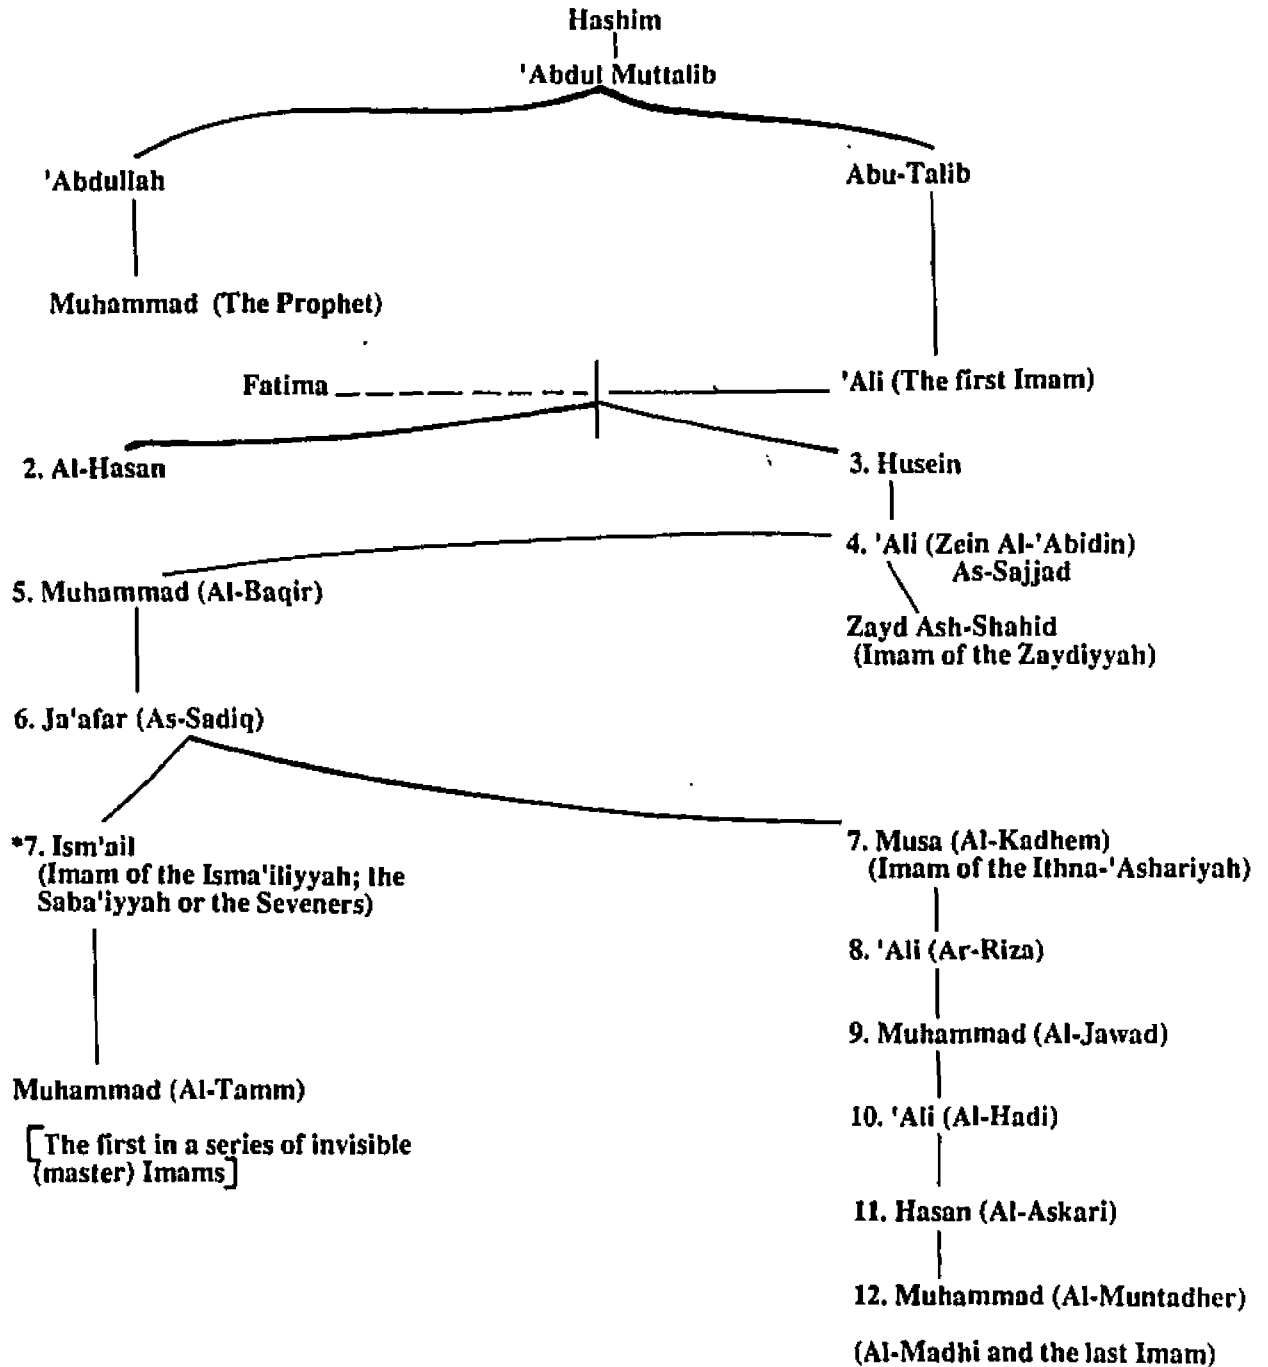 Hashim
'Abdul Muttalib
'Abdullah
Abu-Talib
Muhammad (The Prophet)
Fatima
'Ali (The first Imam)
2. Al-Hasan
3. Husein
4. 'Ali (Zein Al-'Abidin)
As-Sajjad
5. Muhammad (Al-Baqir)
Zayd Ash-Shahid
(Imam of the Zaydiyyah)
6. Ja'afar (As-Sadiq)
*7. Ism'ail
(Imam of the Isma'iliyyah; the
Saba'iyyah or the Seveners)
7. Musa (Al-Kadhem)
(Imam of the Ithna-'Ashariyah)
8. 'Ali (Ar-Riza)
9. Muhammad (Al-Jawad)
Muhammad (Al-Tamm)
[The first in a series of invisible
(master) Imams]
10. 'Ali (Al-Hadi)
11. Hasan (Al-Askari)
12. Muhammad (Al-Muntadher)
(Al-Madhi and the last Imam)